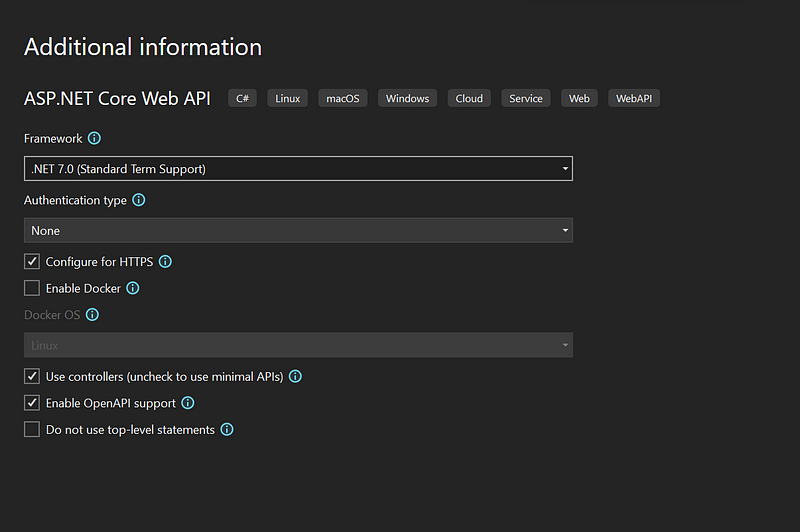 Additional information
ASP.NET Core Web API C# Linux macOS Windows Cloud Service Web WebAPI
Framework
.NET 7.0 (Standard Term Support)
Authentication type
None
Configure for HTTPS
Enable Docker
Docker OS
Linux
Use controllers (uncheck to use minimal APIs)
Enable OpenAPI support
Do not use top-level statements